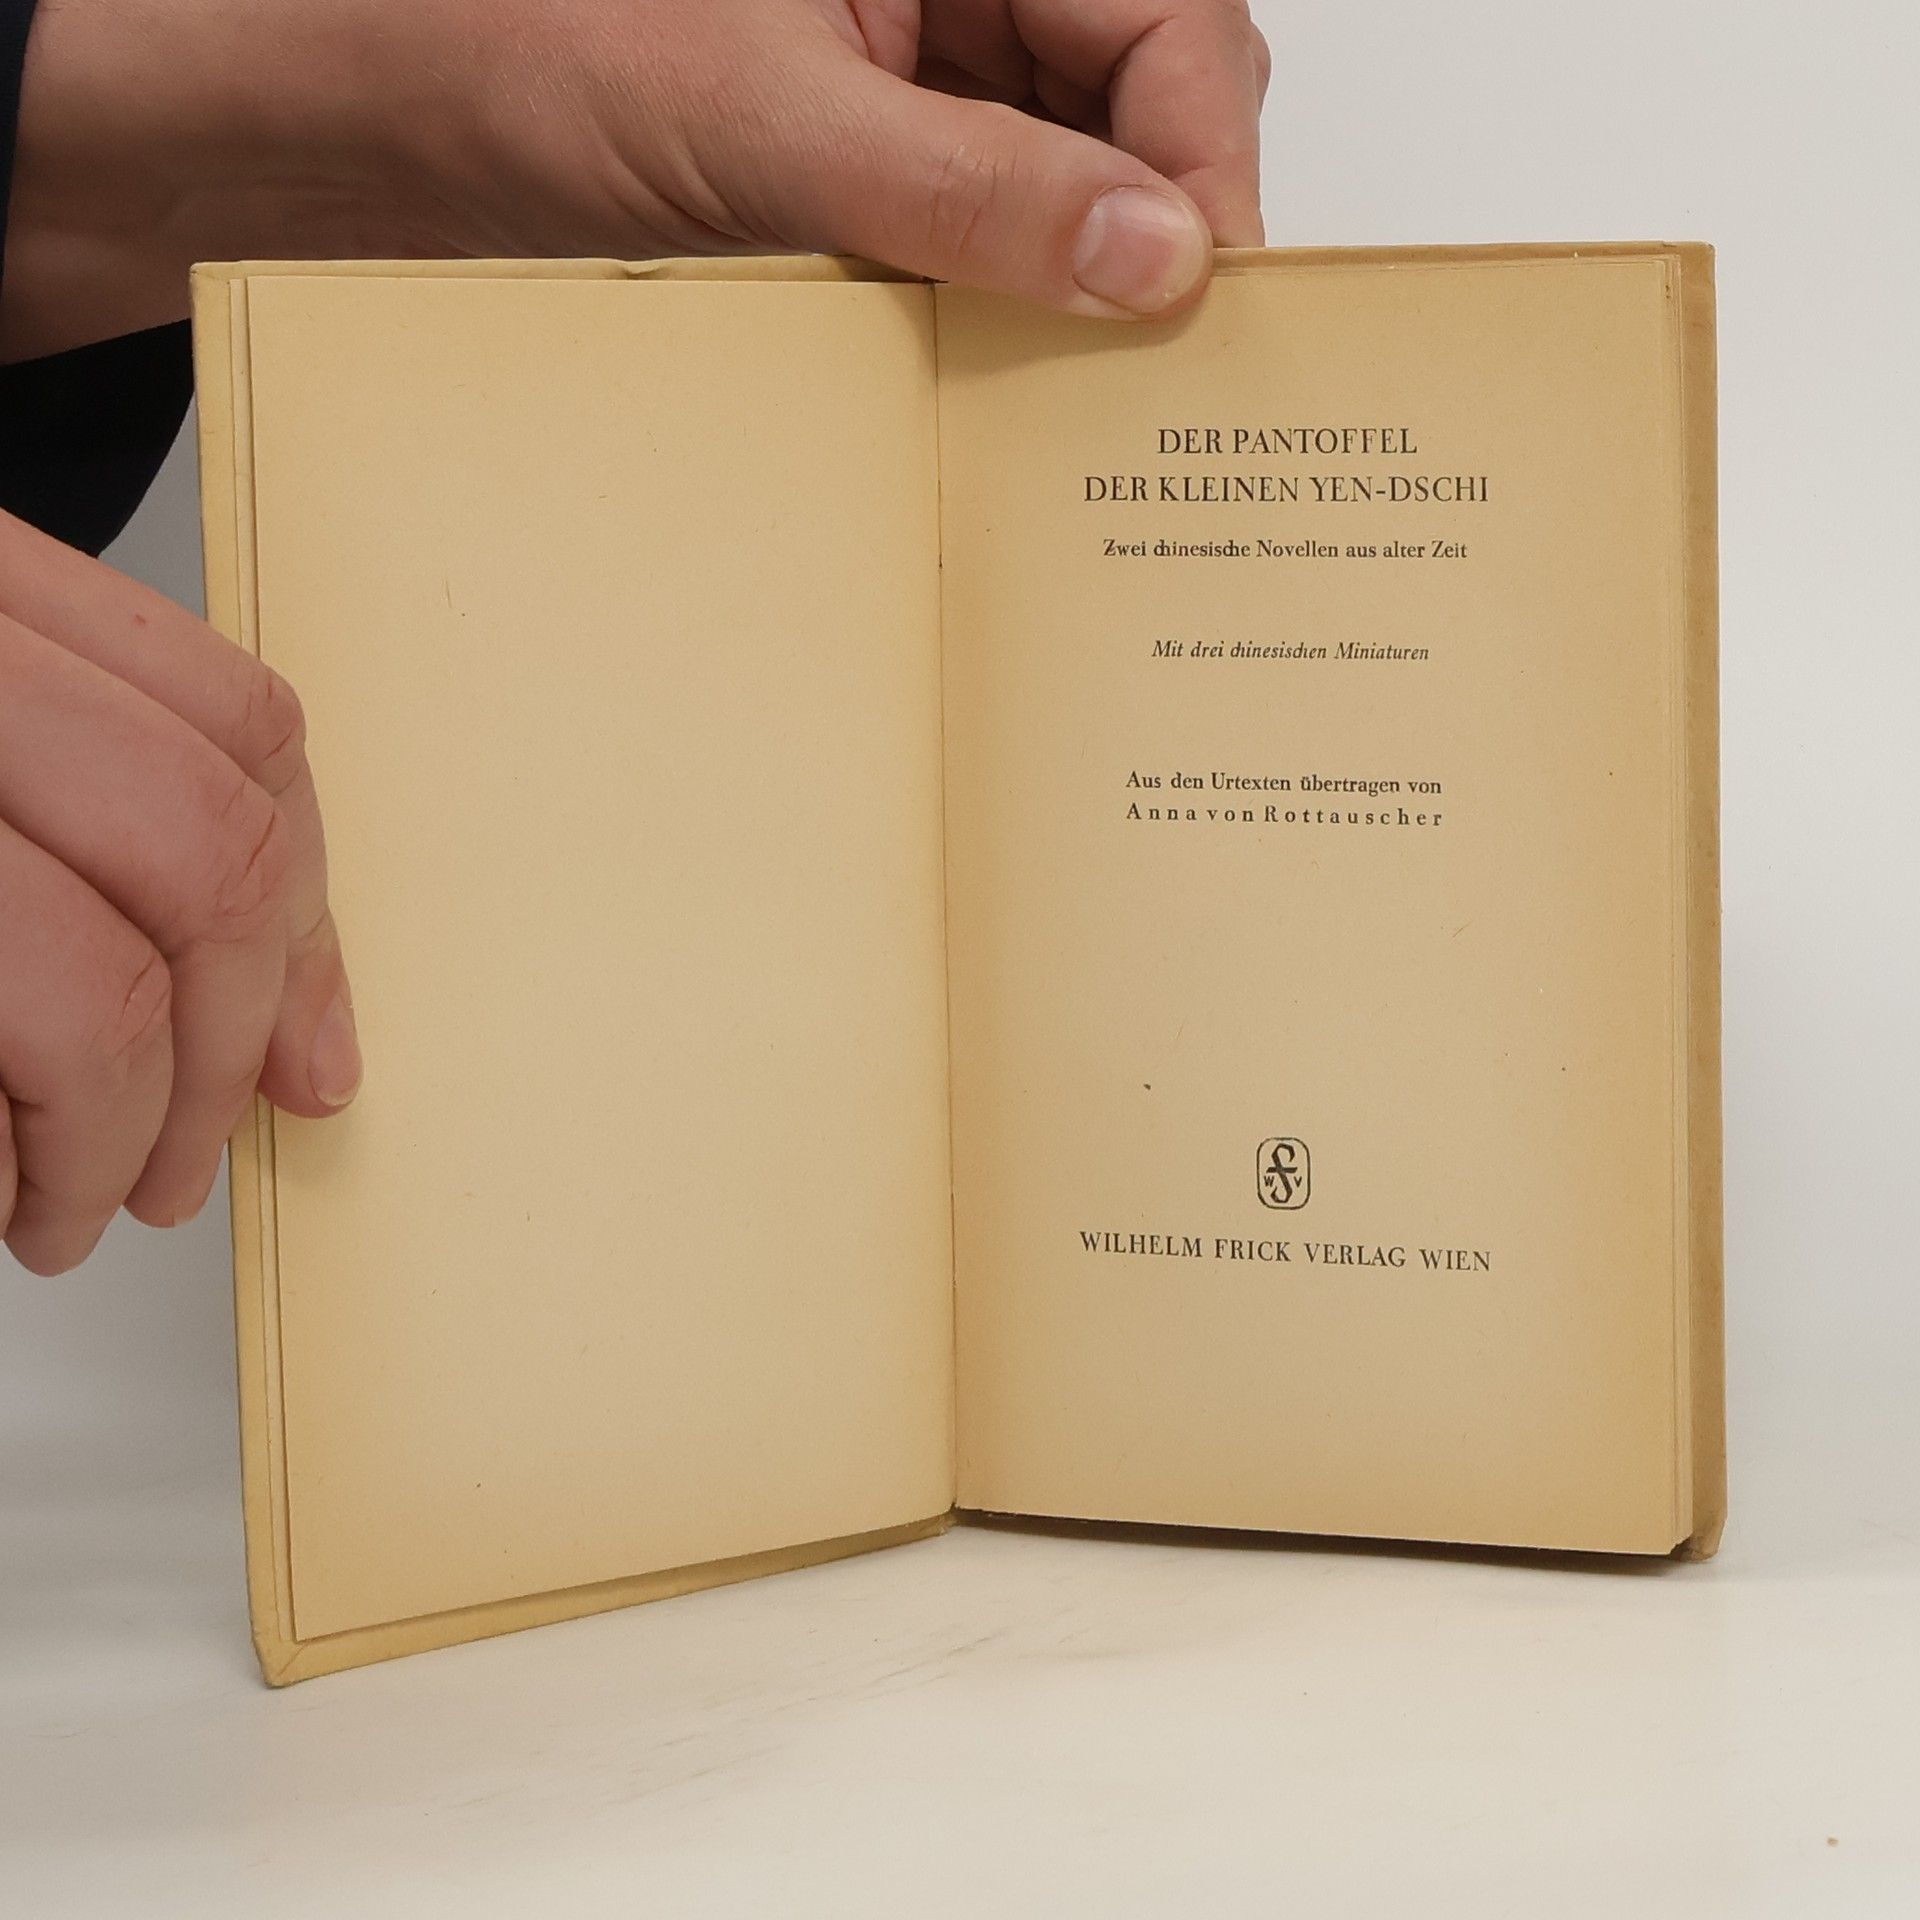 DER PANTOFFEL
DER KLEINEN YEN-DSCHI
Zwei chinesische Novellen aus alter Zeit
Mit drei chinesischen Miniaturen
Aus den Urtexten übertragen von
Anna von Rottauscher
W F V
WILHELM FRICK VERLAG WIEN